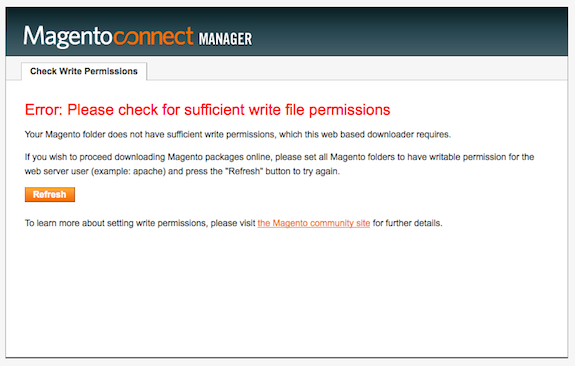 Magentoconnect MANAGER
Check Write Permissions
Error: Please check for sufficient write file permissions
Your Magento folder does not have sufficient write permissions, which this web based downloader requires.
If you wish to proceed downloading Magento packages online, please set all Magento folders to have writable permission for the
web server user (example: apache) and press the "Refresh" button to try again.
Refresh
To learn more about setting write permissions, please visit the Magento community site for further details.